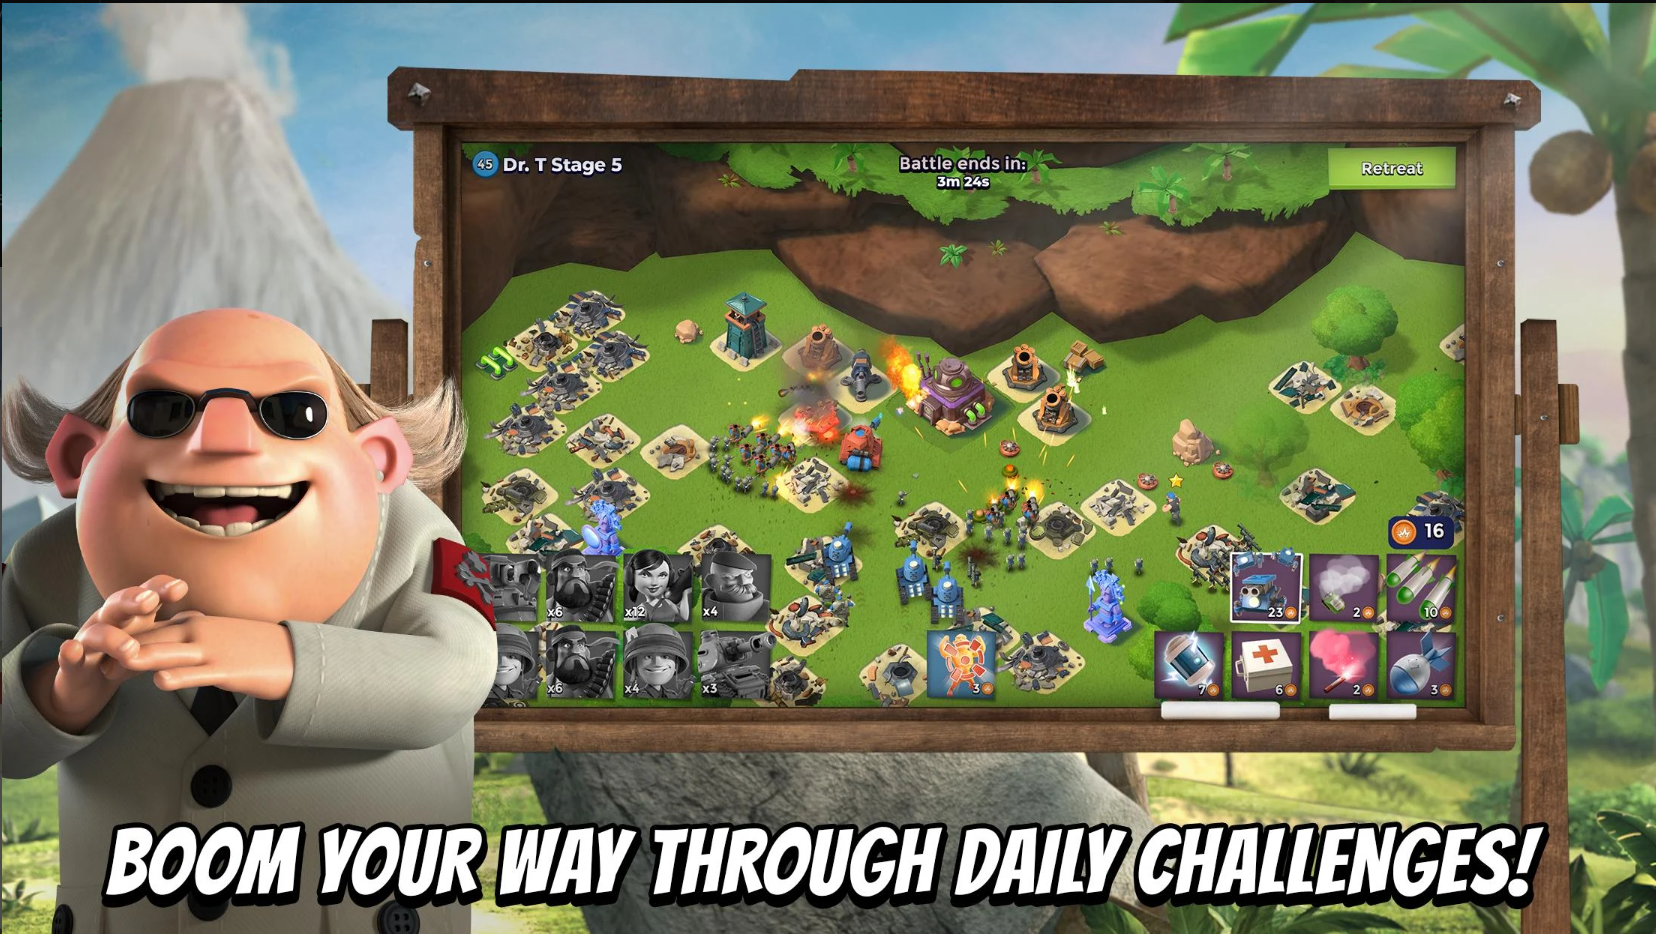 45 Dr. T Stage 5
Battle ends in:
3m 24s
Retreat
16
x6
x12
x4
23
2
10
x6
x4
x3
3
7
6
2
3
BOOM YOUR WAY THROUGH DAILY CHALLENGES!